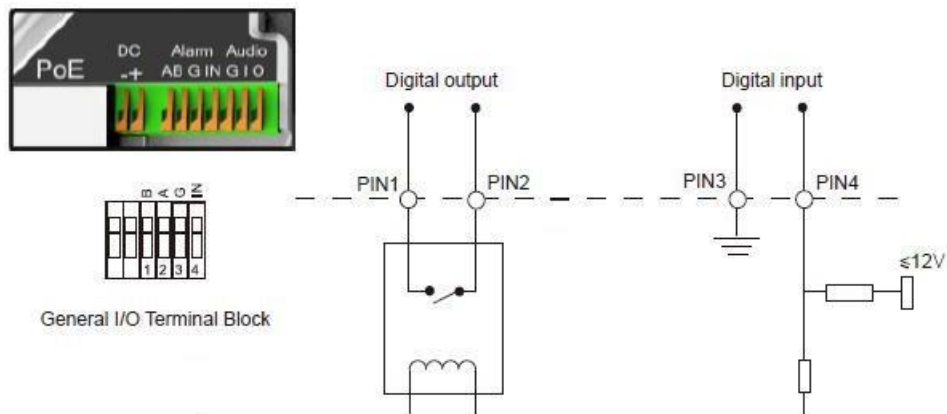 DC Alarm Audio
PoE -+ AB G IN G I O
Digital output
Digital input
PIN1
PIN2
PIN3
PIN4
B A G IN
1 2 3 4
≤12V
General I/O Terminal Block